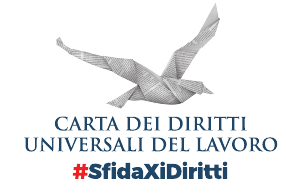 CARTA DEI DIRITTI
UNIVERSALI DEL LAVORO
#SfidaXiDiritti